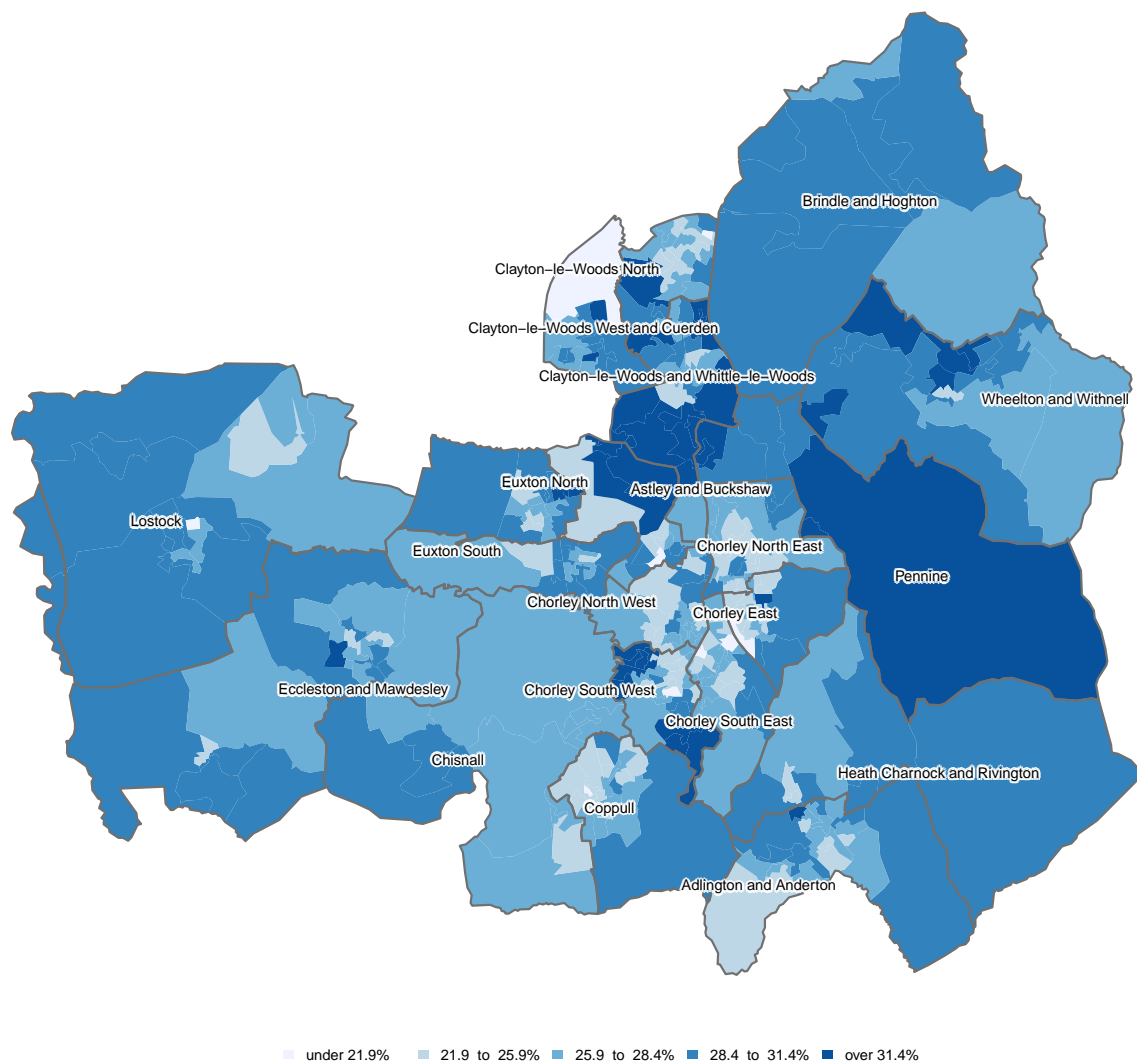 Brindle and Hoghton
Clayton−le−Woods North
Clayton−le−Woods West and Cuerden
Clayton−le−Woods and Whittle−le−Woods
Wheelton and Withnell
Euxton North
Astley and Buckshaw
Lostock
Euxton South
Chorley North East
Pennine
Chorley North West
Chorley East
Eccleston and Mawdesley
Chorley South West
Chorley South East
Chisnall
Heath Charnock and Rivington
Coppull
Adlington and Anderton
under 21.9% 21.9 to 25.9% 25.9 to 28.4% 28.4 to 31.4% over 31.4%